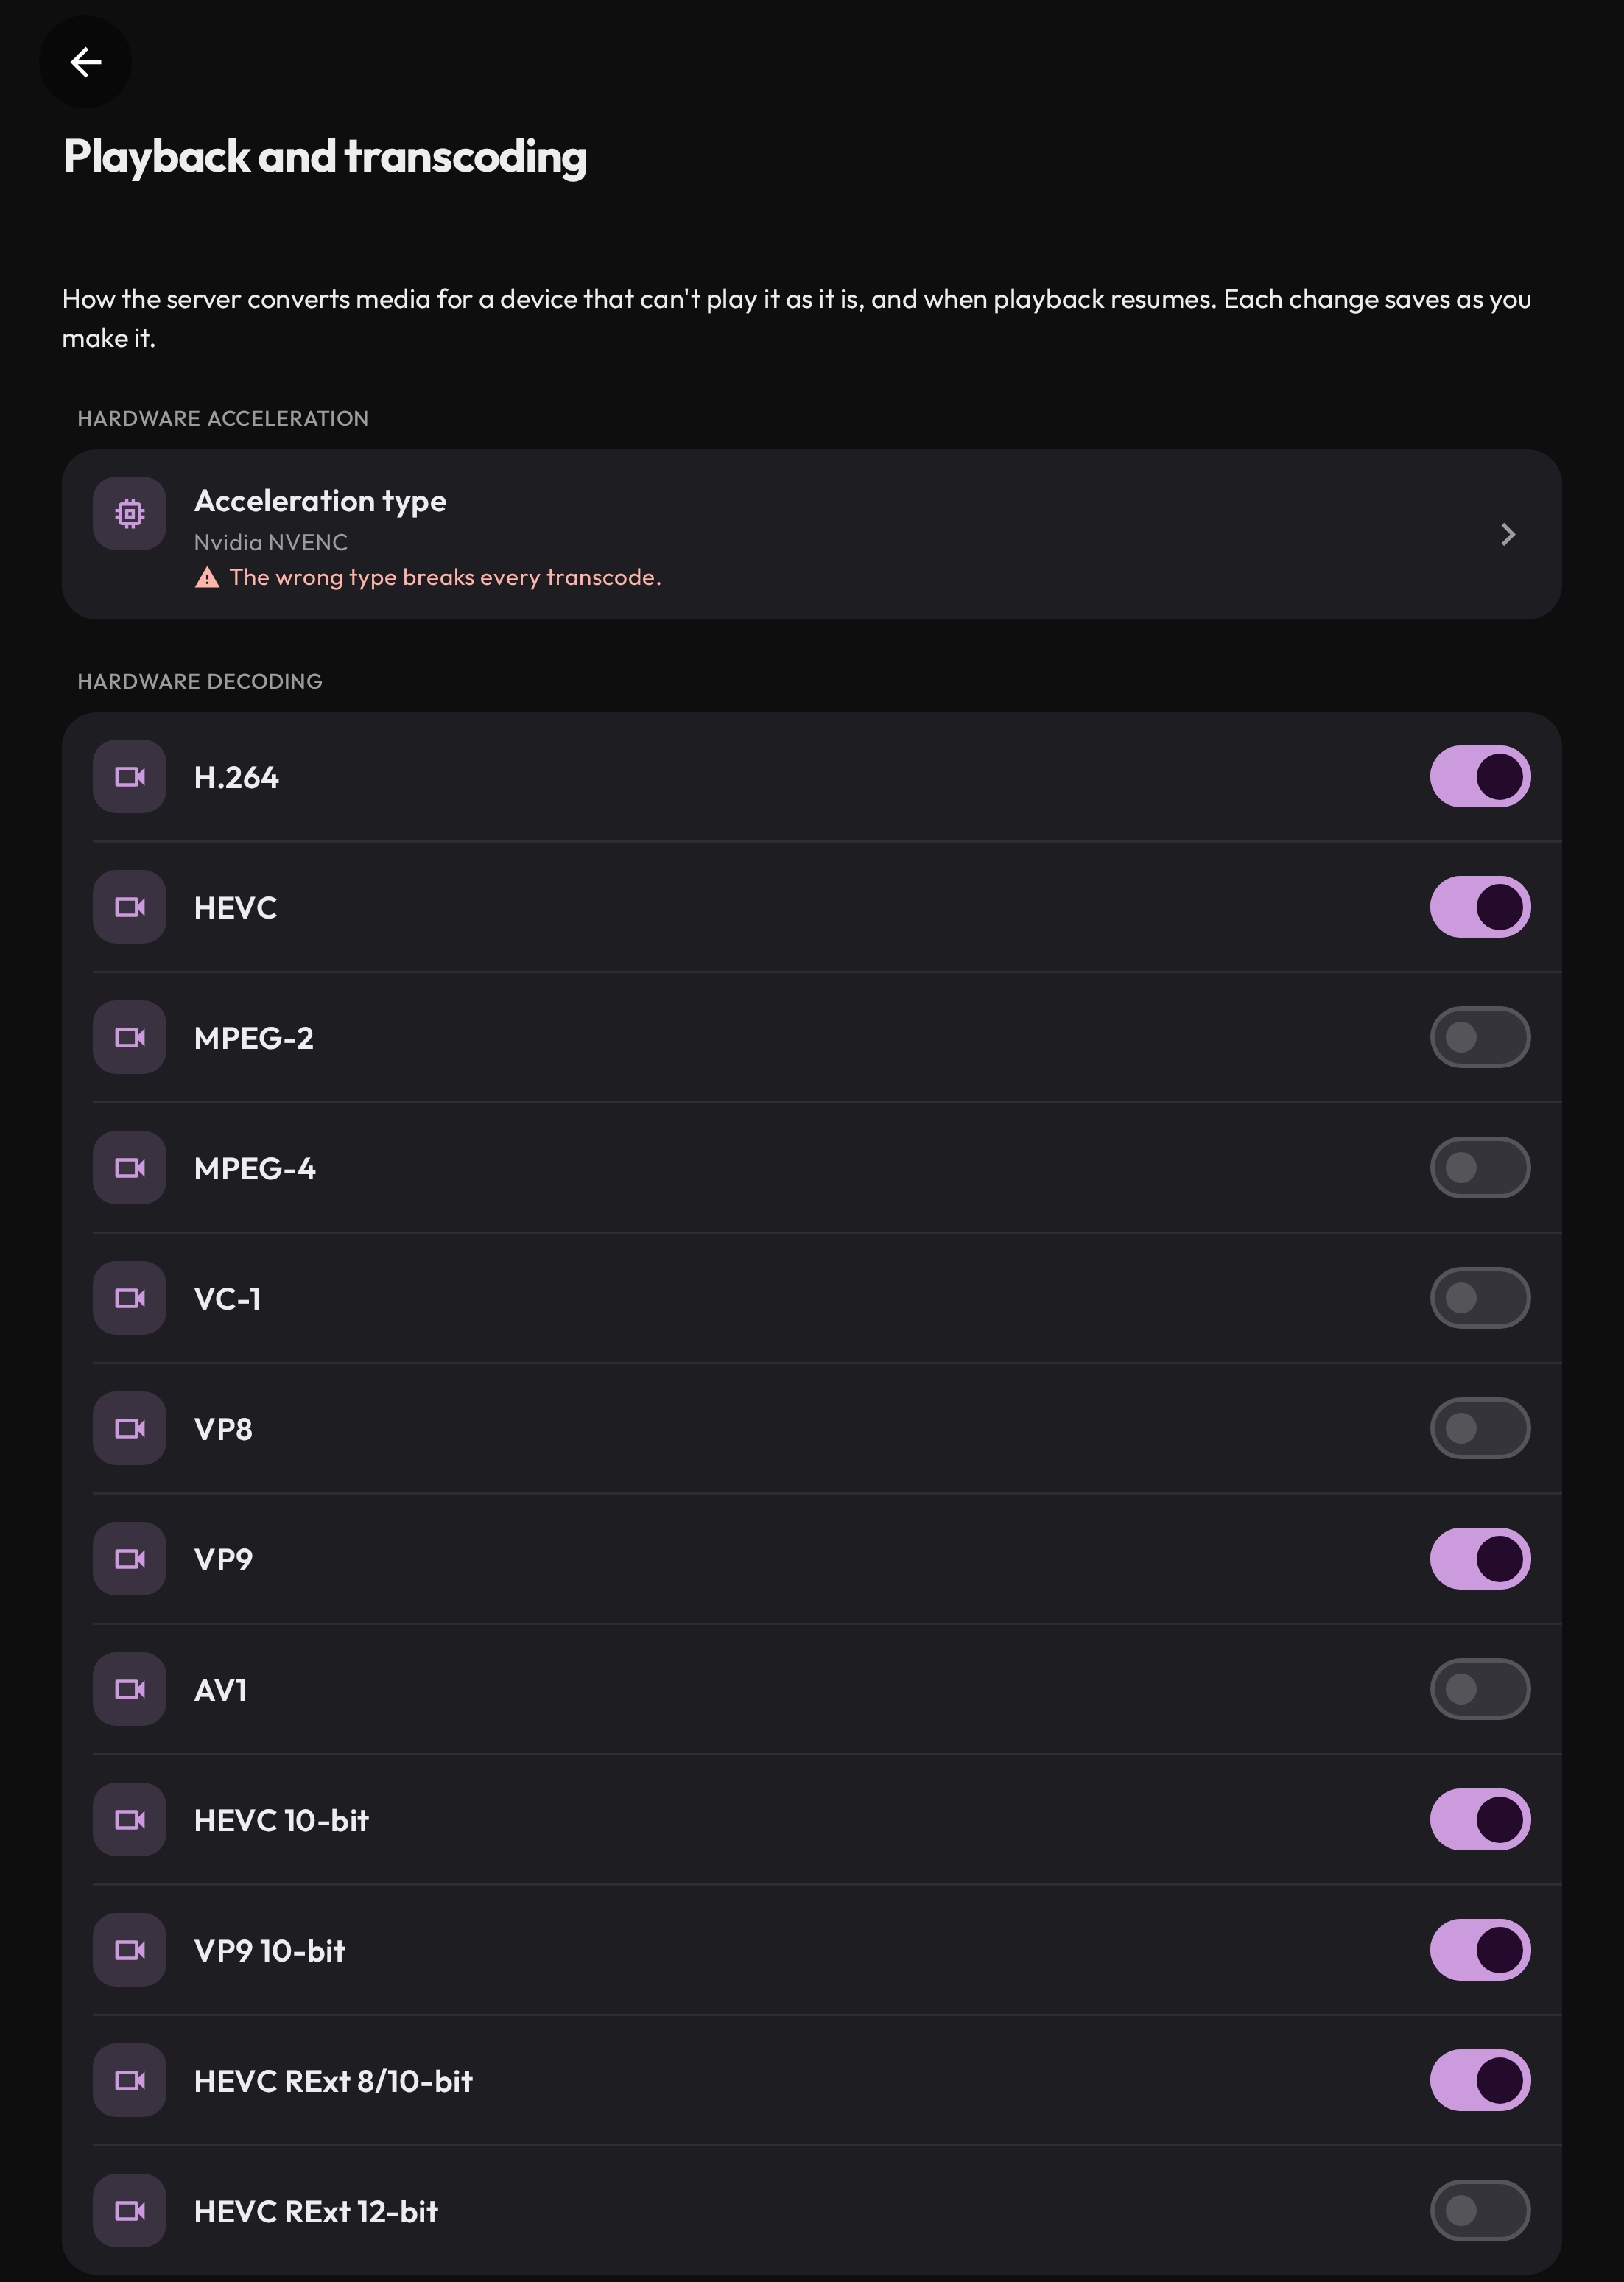 Playback and transcoding
How the server converts media for a device that can't play it as it is, and when playback resumes. Each change saves as you
make it.
HARDWARE ACCELERATION
Acceleration type
Nvidia NVENC
The wrong type breaks every transcode.
HARDWARE DECODING
H.264
HEVC
MPEG-2
MPEG-4
VC-1
VP8
VP9
AV1
HEVC 10-bit
VP9 10-bit
HEVC RExt 8/10-bit
HEVC RExt 12-bit